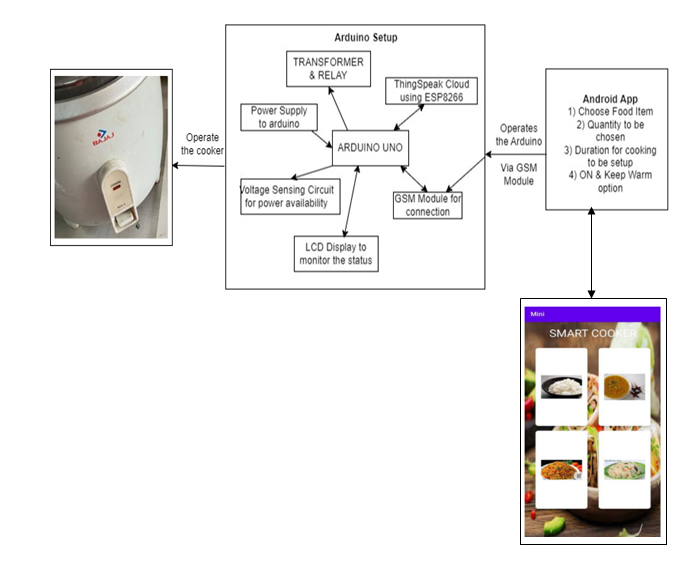 Arduino Setup
TRANSFORMER
& RELAY
ThingSpeak Cloud
using ESP8266
Power Supply
to arduino
ARDUINO UNO
Voltage Sensing Circuit
for power availability
GSM Module for
connection
LCD Display to
monitor the status
Operate
the cooker
Operates
the Arduino
Via GSM
Module
Android App
1) Choose Food Item
2) Quantity to be
chosen
3) Duration for cooking
to be setup
4) ON & Keep Warm
option
Mini
SMART COOKER